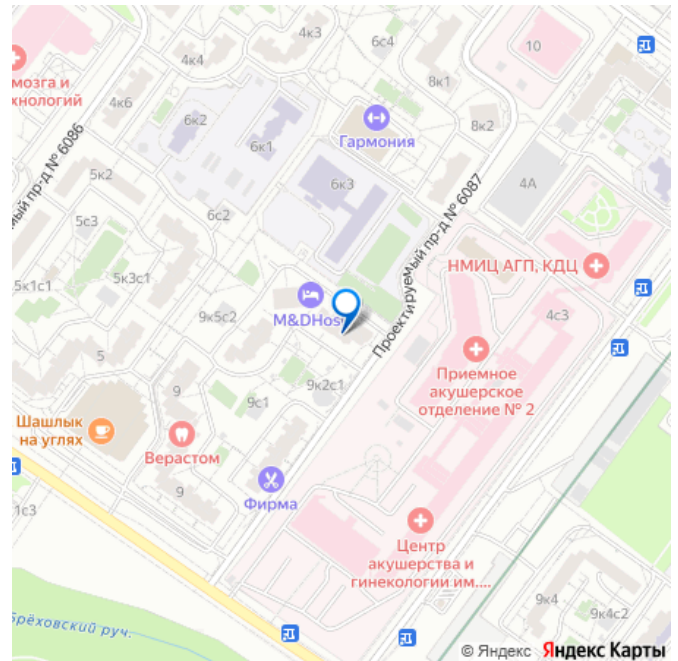 4к3
6с4
10
4к4
8к1
мозга и
хнологий
4к6
6к2
Гармония
8к2
6к1
мый пр-д № 6086
5к2
6к3
4А
Проектируемый пр-д № 6087
6с2
5с3
НМИЦ АГП, КДЦ
5к3с1
5к1с1
M&DHos
9к5с2
4с3
5
Приемное
акушерское
отделение № 2
9
9к2с1
9с1
Шашлык
на углях
Верастом
9
Фирма
1с3
Центр
акушерства и
гинекологии им....
9к4
9к4с2
Брёховский руч.
© Яндекс Яндекс Карты